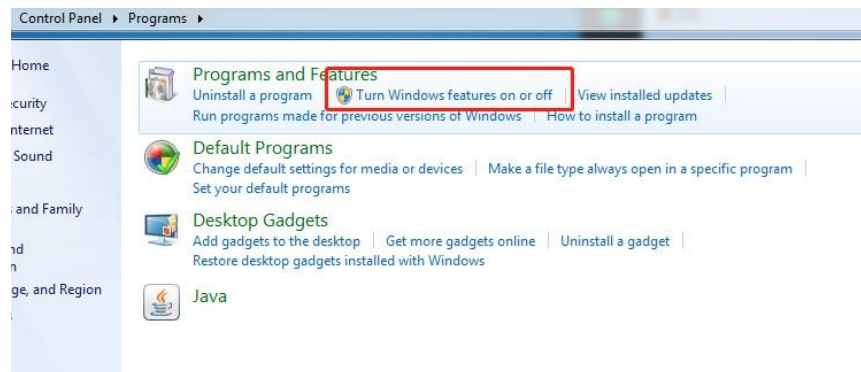 Control Panel ▸ Programs ▸
Home
ecurity
nternet
Sound
and Family
nd
n
ge, and Region
Programs and Features
Uninstall a program | Turn Windows features on or off | View installed updates |
Run programs made for previous versions of Windows | How to install a program
Default Programs
Change default settings for media or devices | Make a file type always open in a specific program |
Set your default programs
Desktop Gadgets
Add gadgets to the desktop | Get more gadgets online | Uninstall a gadget |
Restore desktop gadgets installed with Windows
Java